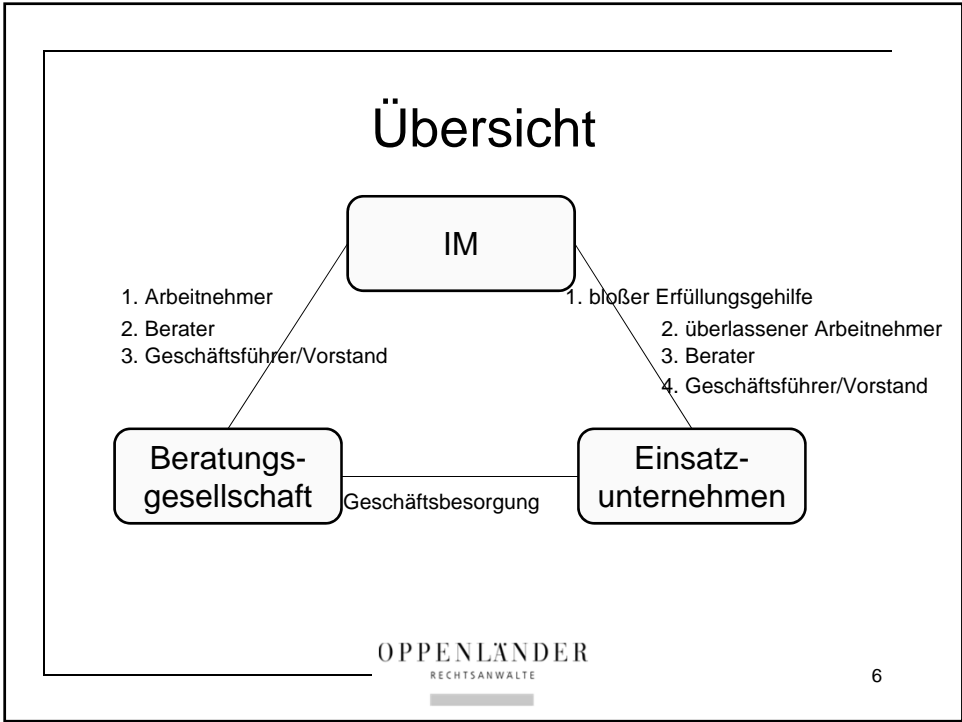 Übersicht
IM
1. Arbeitnehmer
2. Berater
3. Geschäftsführer/Vorstand
1. bloßer Erfüllungsgehilfe
2. überlassener Arbeitnehmer
3. Berater
4. Geschäftsführer/Vorstand
Beratungs-
gesellschaft
Geschäftsbesorgung
Einsatz-
unternehmen
OPPENLÄNDER
RECHTSANWÄLTE
6